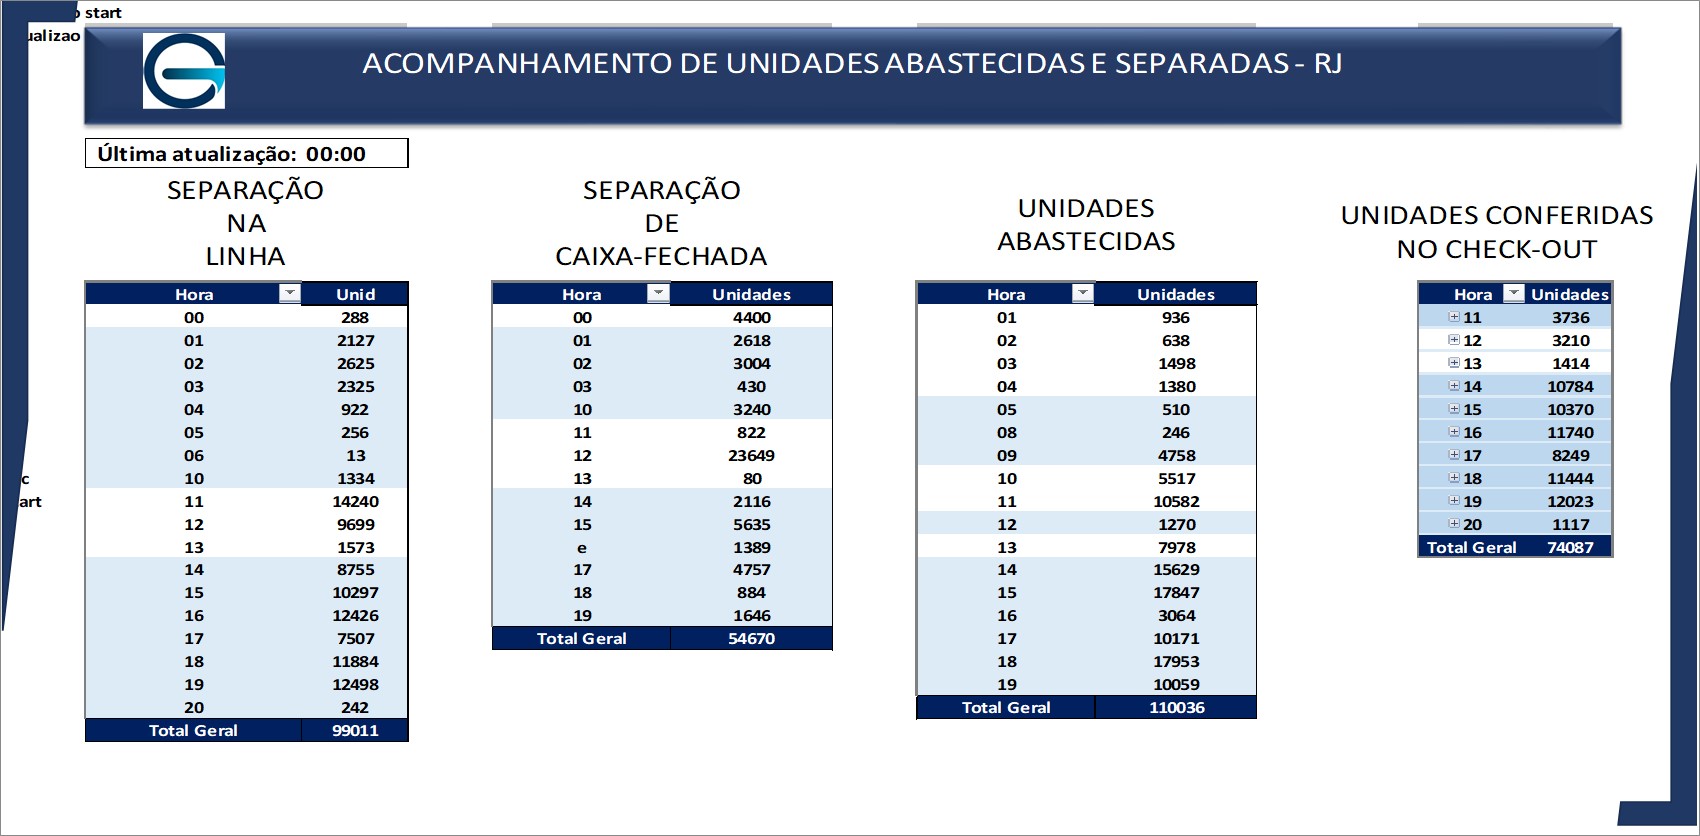 start
ualizao
ACOMPANHAMENTO DE UNIDADES ABASTECIDAS E SEPARADAS - RJ
Última atualização: 00:00
SEPARAÇÃO
NA
LINHA
Hora Unid
00 288
01 2127
02 2625
03 2325
04 922
05 256
06 13
10 1334
11 14240
12 9699
13 1573
14 8755
15 10297
16 12426
17 7507
18 11884
19 12498
20 242
Total Geral 99011
SEPARAÇÃO
DE
CAIXA-FECHADA
Hora Unidades
00 4400
01 2618
02 3004
03 430
10 3240
11 822
12 23649
13 80
14 2116
15 5635
e 1389
17 4757
18 884
19 1646
Total Geral 54670
UNIDADES
ABASTECIDAS
Hora Unidades
01 936
02 638
03 1498
04 1380
05 510
08 246
09 4758
10 5517
11 10582
12 1270
13 7978
14 15629
15 17847
16 3064
17 10171
18 17953
19 10059
Total Geral 110036
UNIDADES CONFERIDAS
NO CHECK-OUT
Hora Unidades
11 3736
12 3210
13 1414
14 10784
15 10370
16 11740
17 8249
18 11444
19 12023
20 1117
Total Geral 74087
c
art